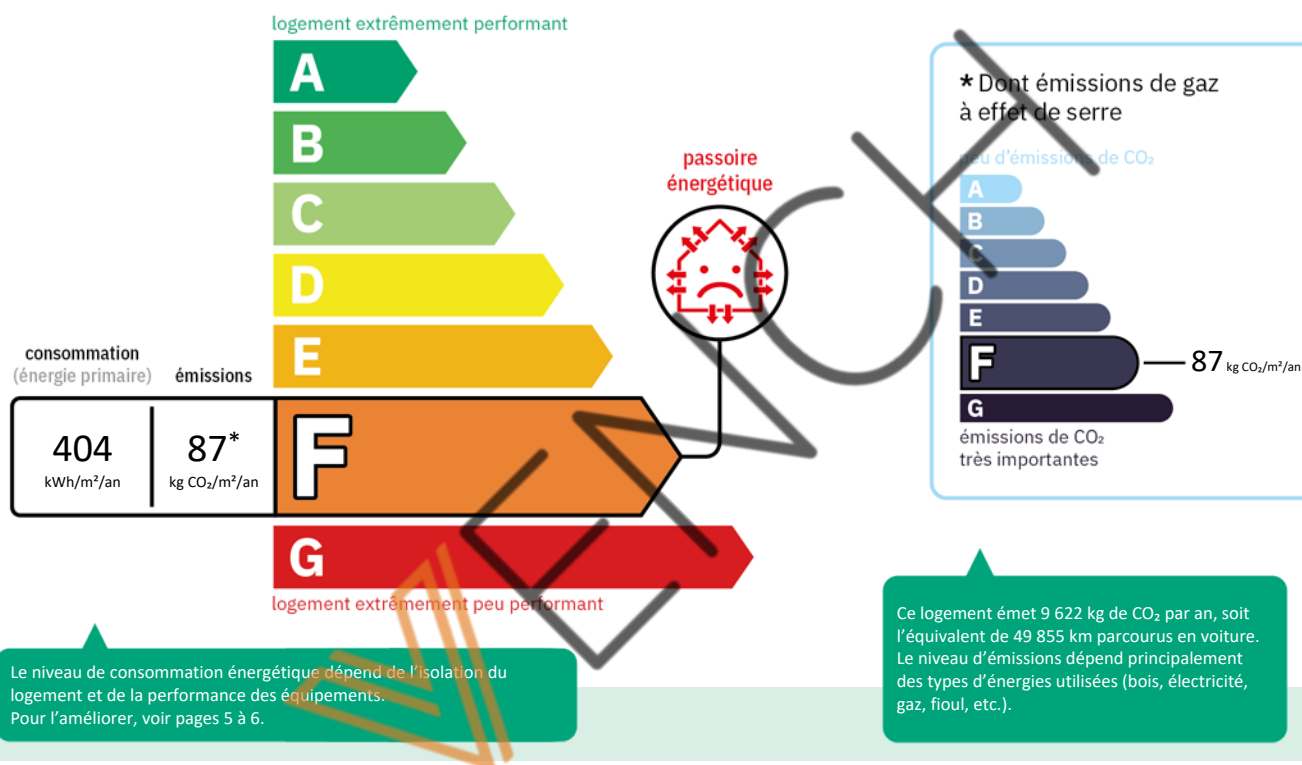 logement extrêmement performant
A
B
C
D
E
F
G
logement extrêmement peu performant
passoire
énergétique
consommation
(énergie primaire)
émissions
404
kWh/m²/an
87*
kg CO₂/m²/an
* Dont émissions de gaz
à effet de serre
peu d'émissions de CO₂
A
B
C
D
E
F
G
87 kg CO₂/m²/an
émissions de CO₂
très importantes
Le niveau de consommation énergétique dépend de l'isolation du
logement et de la performance des équipements.
Pour l'améliorer, voir pages 5 à 6.
Ce logement émet 9 622 kg de CO₂ par an, soit
l'équivalent de 49 855 km parcourus en voiture.
Le niveau d'émissions dépend principalement
des types d'énergies utilisées (bois, électricité,
gaz, fioul, etc.).